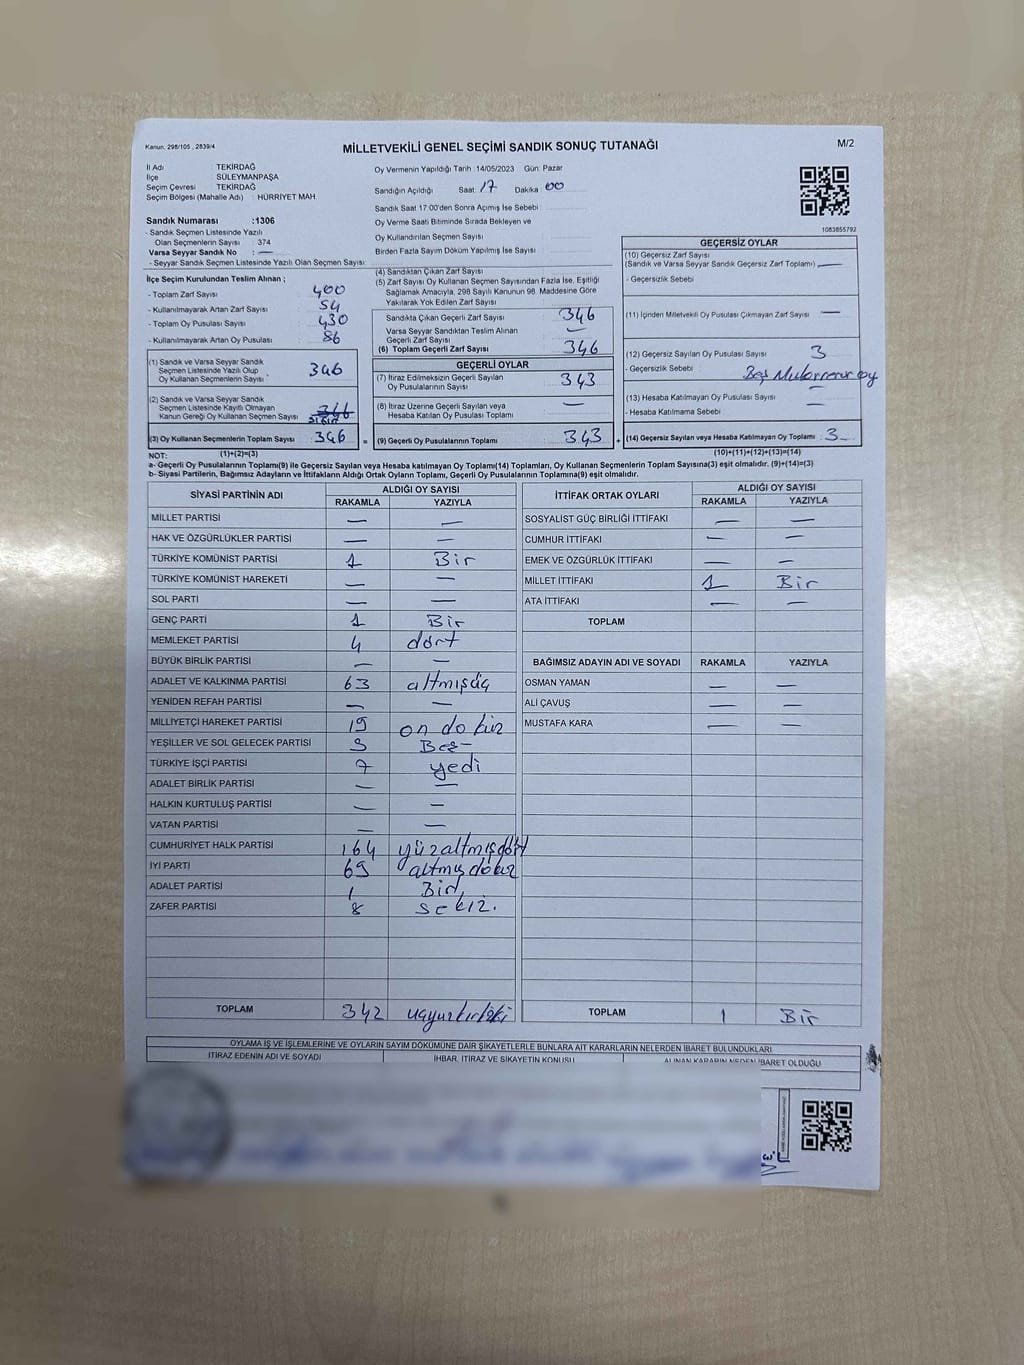 Kanun. 298/105 , 2839/4
MİLLETVEKİLİ GENEL SEÇİMİ SANDIK SONUÇ TUTANAĞI
M/2
İl Adı : TEKİRDAĞ
İlçe : SÜLEYMANPAŞA
Seçim Çevresi : TEKİRDAĞ
Seçim Bölgesi (Mahalle Adı) : HÜRRİYET MAH.
Oy Vermenin Yapıldığı Tarih :14/05/2023 Gün: Pazar
Sandığın Açıldığı Saat: 17 Dakika: 00
Sandık Saat 17:00'den Sonra Açımış İse Sebebi :
Oy Verme Saati Bitiminde Sırada Bekleyen ve
Oy Kullandırılan Seçmen Sayısı :
Birden Fazla Sayım Döküm Yapılmış İse Sayısı :
1083855792
Sandık Numarası :1306
- Sandık Seçmen Listesinde Yazılı
Olan Seçmenlerin Sayısı : 374
Varsa Seyyar Sandık No : —
- Seyyar Sandık Seçmen Listesinde Yazılı Olan Seçmen Sayısı:
İlçe Seçim Kurulundan Teslim Alınan ;
- Toplam Zarf Sayısı : 400
- Kullanılmayarak Artan Zarf Sayısı : 54
- Toplam Oy Pusulası Sayısı : 430
- Kullanılmayarak Artan Oy Pusulası : 86
(1) Sandık ve Varsa Seyyar Sandık
Seçmen Listesinde Yazılı Olup
Oy Kullanan Seçmenlerin Sayısı : 346
(2) Sandık ve Varsa Seyyar Sandık
Seçmen Listesinde Kayıtlı Olmayan
Kanun Gereği Oy Kullanan Seçmen Sayısı :
(3) Oy Kullanan Seçmenlerin Toplam Sayısı : 346 =
(4) Sandıktan Çıkan Zarf Sayısı :
(5) Zarf Sayısı Oy Kullanan Seçmen Sayısından Fazla İse, Eşitliği
Sağlamak Amacıyla, 298 Sayılı Kanunun 98. Maddesine Göre
Yakılarak Yok Edilen Zarf Sayısı :
Sandıkta Çıkan Geçerli Zarf Sayısı : 346
Varsa Seyyar Sandıktan Teslim Alınan
Geçerli Zarf Sayısı : —
(6) Toplam Geçerli Zarf Sayısı : 346
GEÇERLİ OYLAR
(7) İtiraz Edilmeksizin Geçerli Sayılan
Oy Pusulalarının Sayısı : 343
(8) İtiraz Üzerine Geçerli Sayılan veya
Hesaba Katılan Oy Pusulası Toplamı : —
(9) Geçerli Oy Pusulalarının Toplamı : 343 +
GEÇERSİZ OYLAR
(10) Geçersiz Zarf Sayısı
(Sandık ve Varsa Seyyar Sandık Geçersiz Zarf Toplamı) : —
- Geçersizlik Sebebi :
(11) İçinden Milletvekili Oy Pusulası Çıkmayan Zarf Sayısı : —
(12) Geçersiz Sayılan Oy Pusulası Sayısı : 3
- Geçersizlik Sebebi : oy
(13) Hesaba Katılmayan Oy Pusulası Sayısı : —
- Hesaba Katılmama Sebebi : —
(14) Geçersiz Sayılan veya Hesaba Katılmayan Oy Toplamı : 3
NOT: (1)+(2)=(3) (10)+(11)+(12)+(13)=(14)
a- Geçerli Oy Pusulalarının Toplamı(9) ile Geçersiz Sayılan veya Hesaba katılmayan Oy Toplamı(14) Toplamları, Oy Kullanan Seçmenlerin Toplam Sayısına(3) eşit olmalıdır. (9)+(14)=(3)
b- Siyasi Partilerin, Bağımsız Adayların ve İttifakların Aldığı Oyların Toplamı, Geçerli Oy Pusulalarının Toplamına(9) eşit olmalıdır.
SİYASİ PARTİNİN ADI ALDIĞI OY SAYISI
RAKAMLA YAZIYLA
MİLLET PARTİSİ — —
HAK VE ÖZGÜRLÜKLER PARTİSİ — —
TÜRKİYE KOMÜNİST PARTİSİ 1 Bir
TÜRKİYE KOMÜNİST HAREKETİ — —
SOL PARTİ — —
GENÇ PARTİ 1 Bir
MEMLEKET PARTİSİ 4 dört
BÜYÜK BİRLİK PARTİSİ — —
ADALET VE KALKINMA PARTİSİ 63 altmışüç
YENİDEN REFAH PARTİSİ — —
MİLLİYETÇİ HAREKET PARTİSİ 19 on dokuz
YEŞİLLER VE SOL GELECEK PARTİSİ 5 Beş
TÜRKİYE İŞÇİ PARTİSİ 7 yedi
ADALET BİRLİK PARTİSİ — —
HALKIN KURTULUŞ PARTİSİ — —
VATAN PARTİSİ — —
CUMHURİYET HALK PARTİSİ 164 yüzaltmışdört
İYİ PARTİ 69 altmışdokuz
ADALET PARTİSİ 1 Bir
ZAFER PARTİSİ 8 sekiz.
TOPLAM 342
İTTİFAK ORTAK OYLARI ALDIĞI OY SAYISI
RAKAMLA YAZIYLA
SOSYALİST GÜÇ BİRLİĞİ İTTİFAKI — —
CUMHUR İTTİFAKI — —
EMEK VE ÖZGÜRLÜK İTTİFAKI — —
MİLLET İTTİFAKI 1 Bir
ATA İTTİFAKI — —
TOPLAM
BAĞIMSIZ ADAYIN ADI VE SOYADI RAKAMLA YAZIYLA
OSMAN YAMAN — —
ALİ ÇAVUŞ — —
MUSTAFA KARA — —
TOPLAM 1 Bir
OYLAMA İŞ VE İŞLEMLERİNE VE OYLARIN SAYIM DÖKÜMÜNE DAİR ŞİKAYETLERLE BUNLARA AİT KARARLARIN NELERDEN İBARET BULUNDUKLARI
İTİRAZ EDENİN ADI VE SOYADI İHBAR, İTİRAZ VE ŞİKAYETİN KONUSU ALINAN KARARIN NEDEN İBARET OLDUĞU